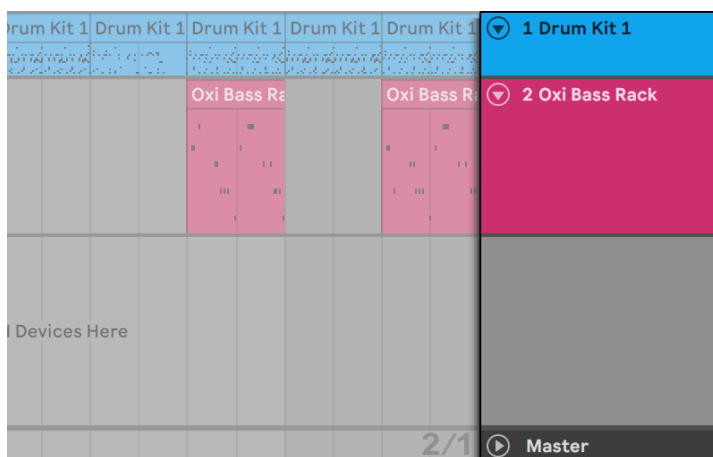 Drum Kit 1 Drum Kit 1 Drum Kit 1 Drum Kit 1 Drum Kit 1 1 Drum Kit 1
Oxi Bass Ra Oxi Bass Ra 2 Oxi Bass Rack
Devices Here
2/1 Master